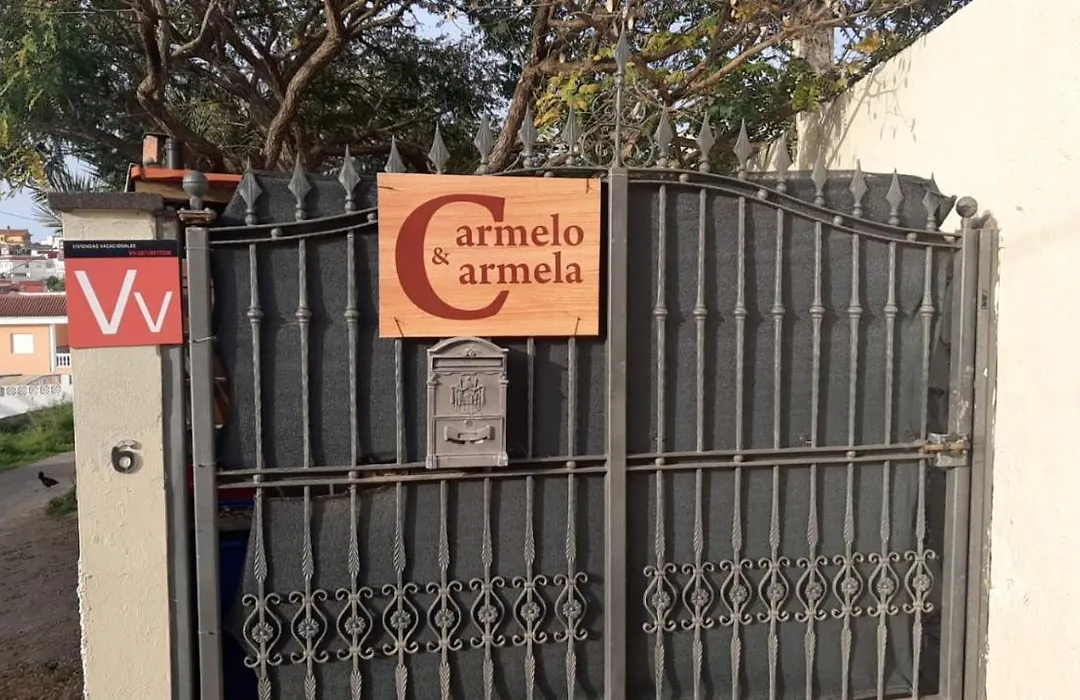 VIVIENDAS VACACIONALES
Vv
Carmelo
&
Carmela
6